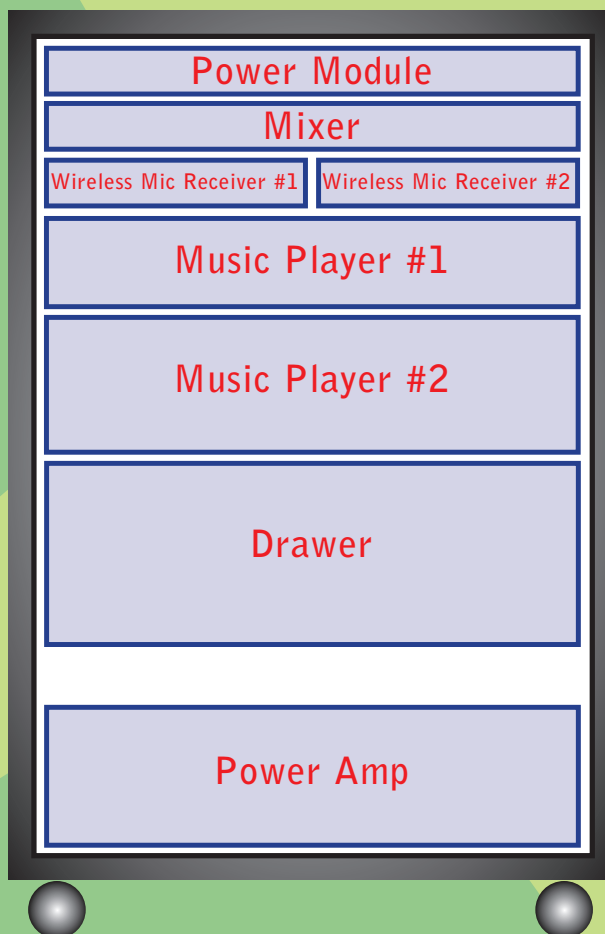 Power Module
Mixer
Wireless Mic Receiver #1
Wireless Mic Receiver #2
Music Player #1
Music Player #2
Drawer
Power Amp